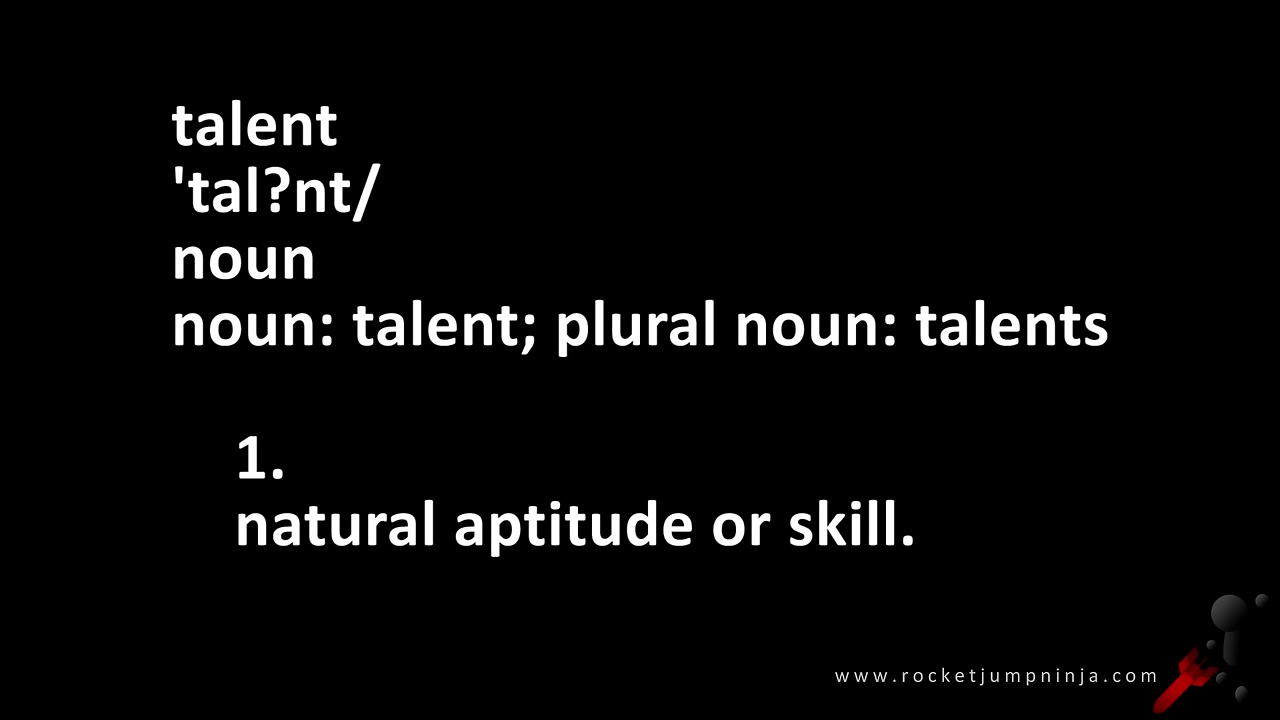 talent
'tal?nt/
noun
noun: talent; plural noun: talents
1.
natural aptitude or skill.
www.rocketjumpninja.com